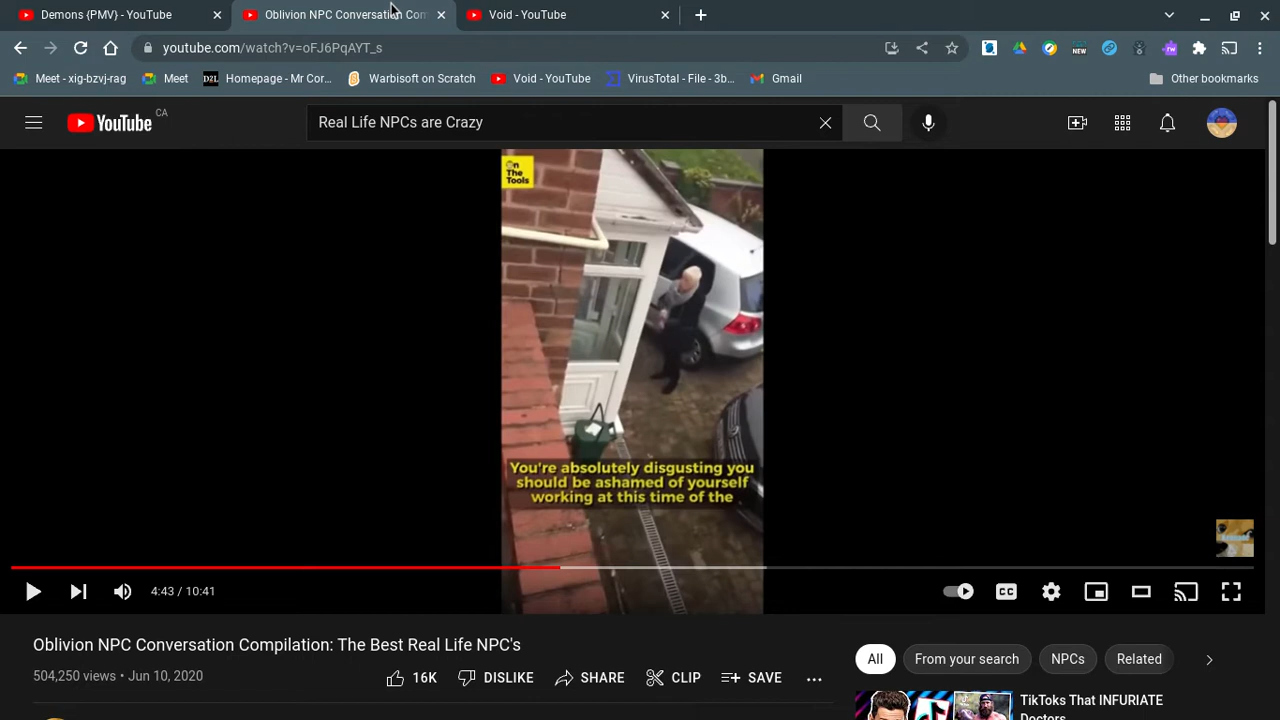 Demons {PMV} - YouTube
Oblivion NPC Conversation Com
Void - YouTube
youtube.com/watch?v=oFJ6PqAYT_s
NEW
rw
Meet - xig-bzvj-rag
Meet
D2L
Homepage - Mr Cor...
Warbisoft on Scratch
Void - YouTube
VirusTotal - File - 3b...
Gmail
Other bookmarks
YouTube
CA
Real Life NPCs are Crazy
On
The
Tools
You're absolutely disgusting you
should be ashamed of yourself
working at this time of the
4:43 / 10:41
CC
Oblivion NPC Conversation Compilation: The Best Real Life NPC's
504,250 views • Jun 10, 2020
16K
DISLIKE
SHARE
CLIP
SAVE
...
All
From your search
NPCs
Related
TikToks That INFURIATE
Doctors